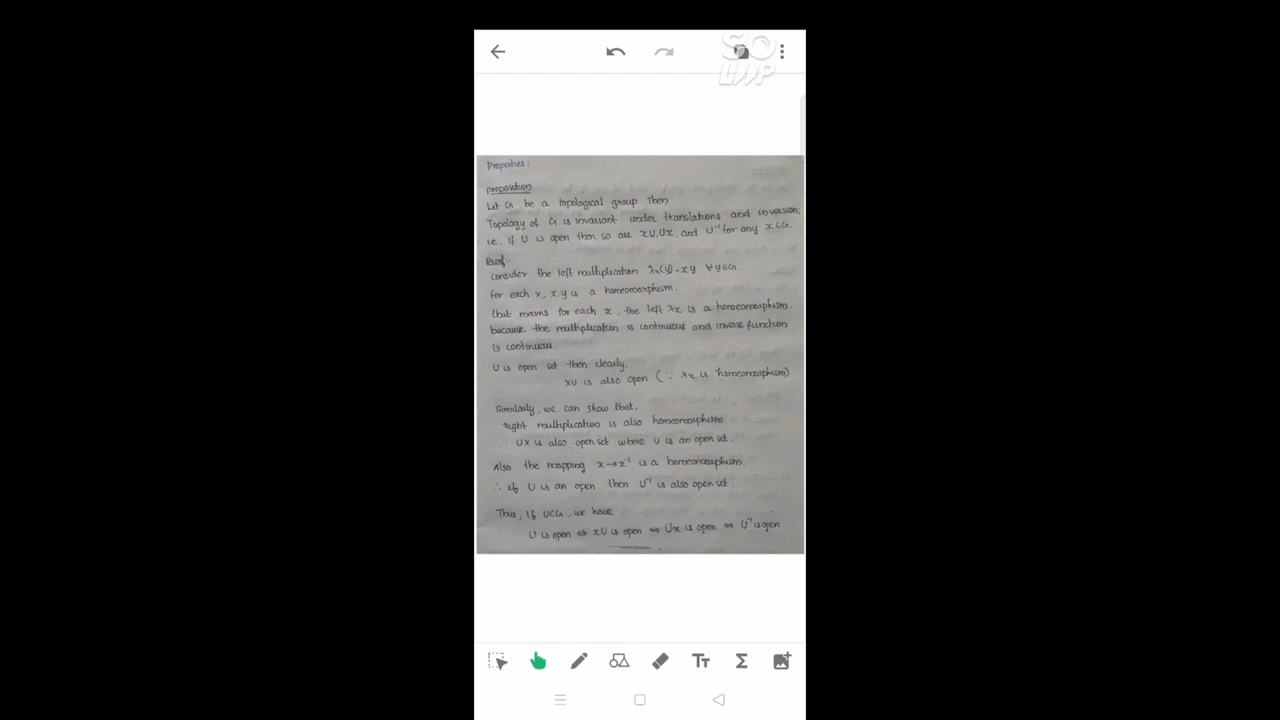 SO
LIIP
Properties:
proposition
Let G be a topological group Then
Topology of G is invariant under translations and inversion;
ie. if U is open then so are xU, Ux, and U⁻¹ for any x∈G.
Proof:-
Consider the left multiplication λx(y)=xy ∀y∈G.
for each x, x.y is a homeomorphism.
that means for each x, the left λx is a homeomorphism.
because the multiplication is continuous and inverse function
is continuous.
U is open set then clearly,
xU is also open (∵ λx is homeomorphism)
Similarly, we can show that,
right multiplication is also homeomorphism
∴ Ux is also open set where U is an open set.
Also the mapping x→x⁻¹ is a homeomorphism.
∴ if U is an open then U⁻¹ is also open set.
Thus, If U⊂G, we have
U is open ⇔ xU is open ⇔ Ux is open ⇔ U⁻¹ is open
Tт Σ